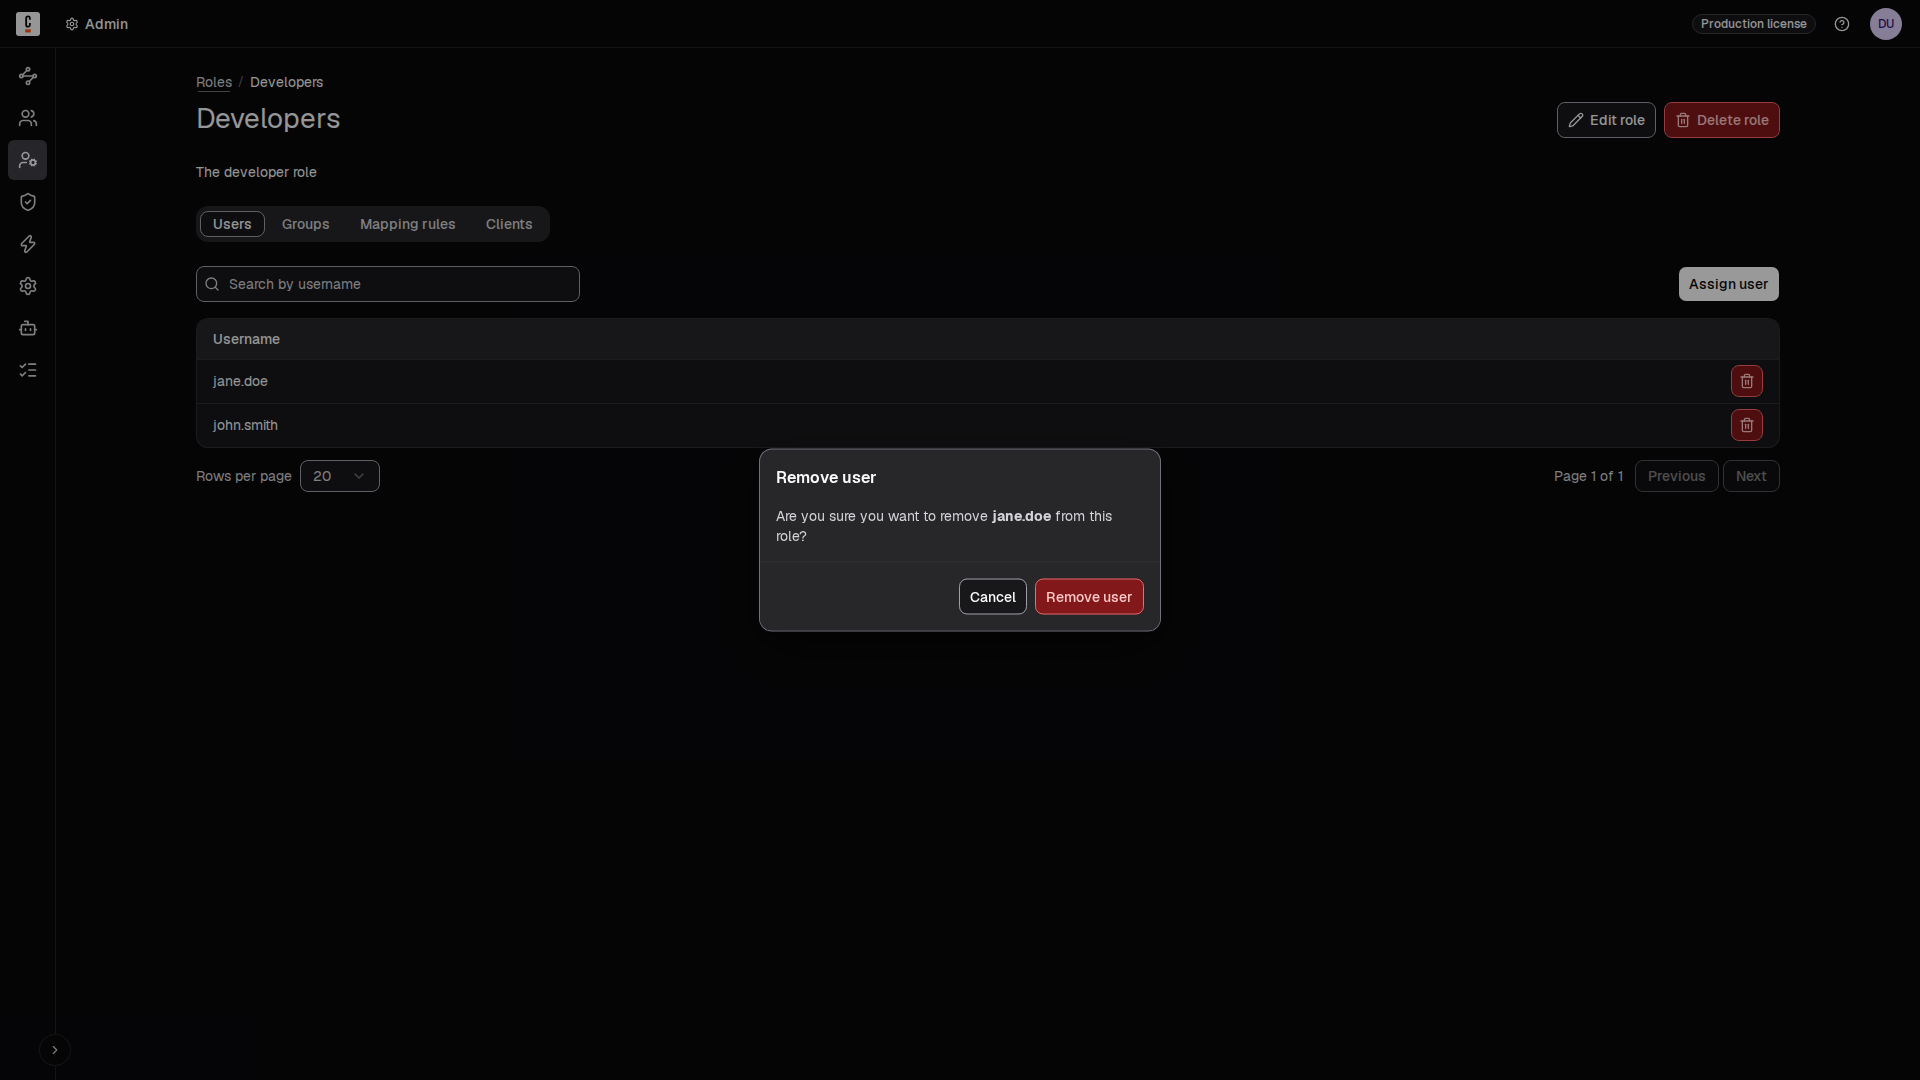 C
Admin
Production license
DU
Roles / Developers
Developers
Edit role
Delete role
The developer role
Users
Groups
Mapping rules
Clients
Search by username
Assign user
Username
jane.doe
john.smith
Rows per page
20
Page 1 of 1
Previous
Next
Remove user
Are you sure you want to remove jane.doe from this
role?
Cancel
Remove user